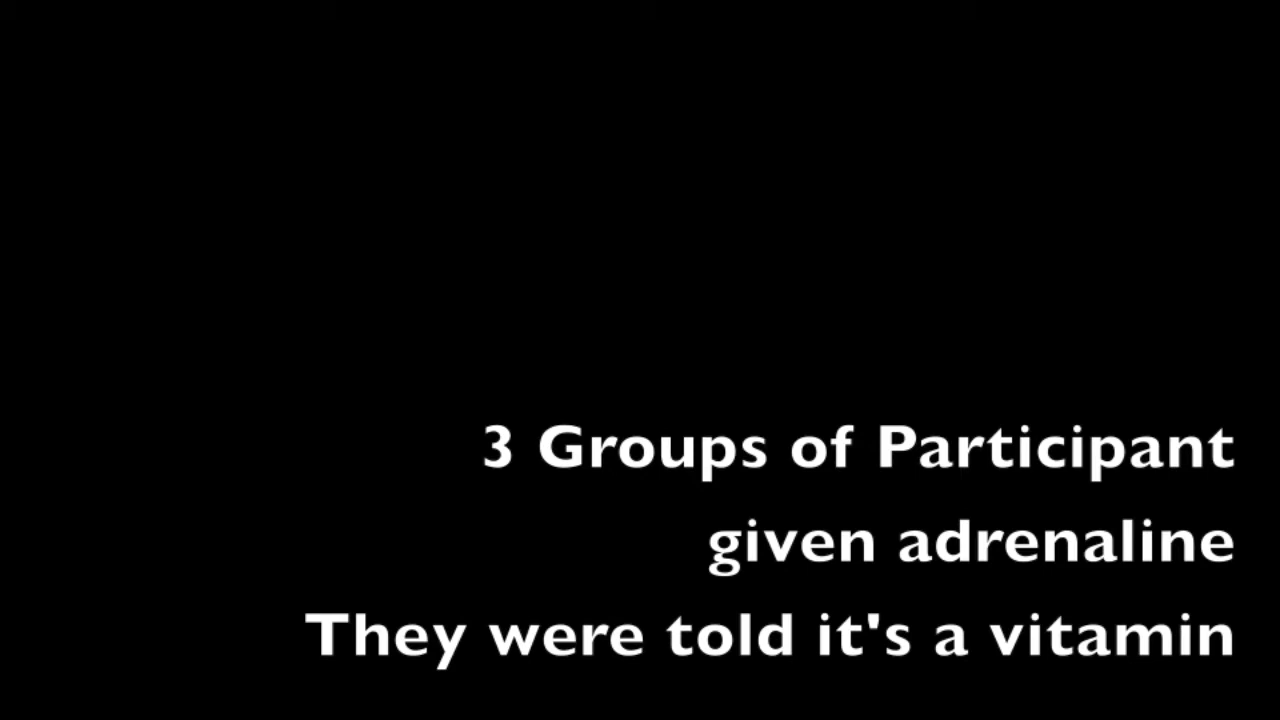 3 Groups of Participant
given adrenaline
They were told it's a vitamin